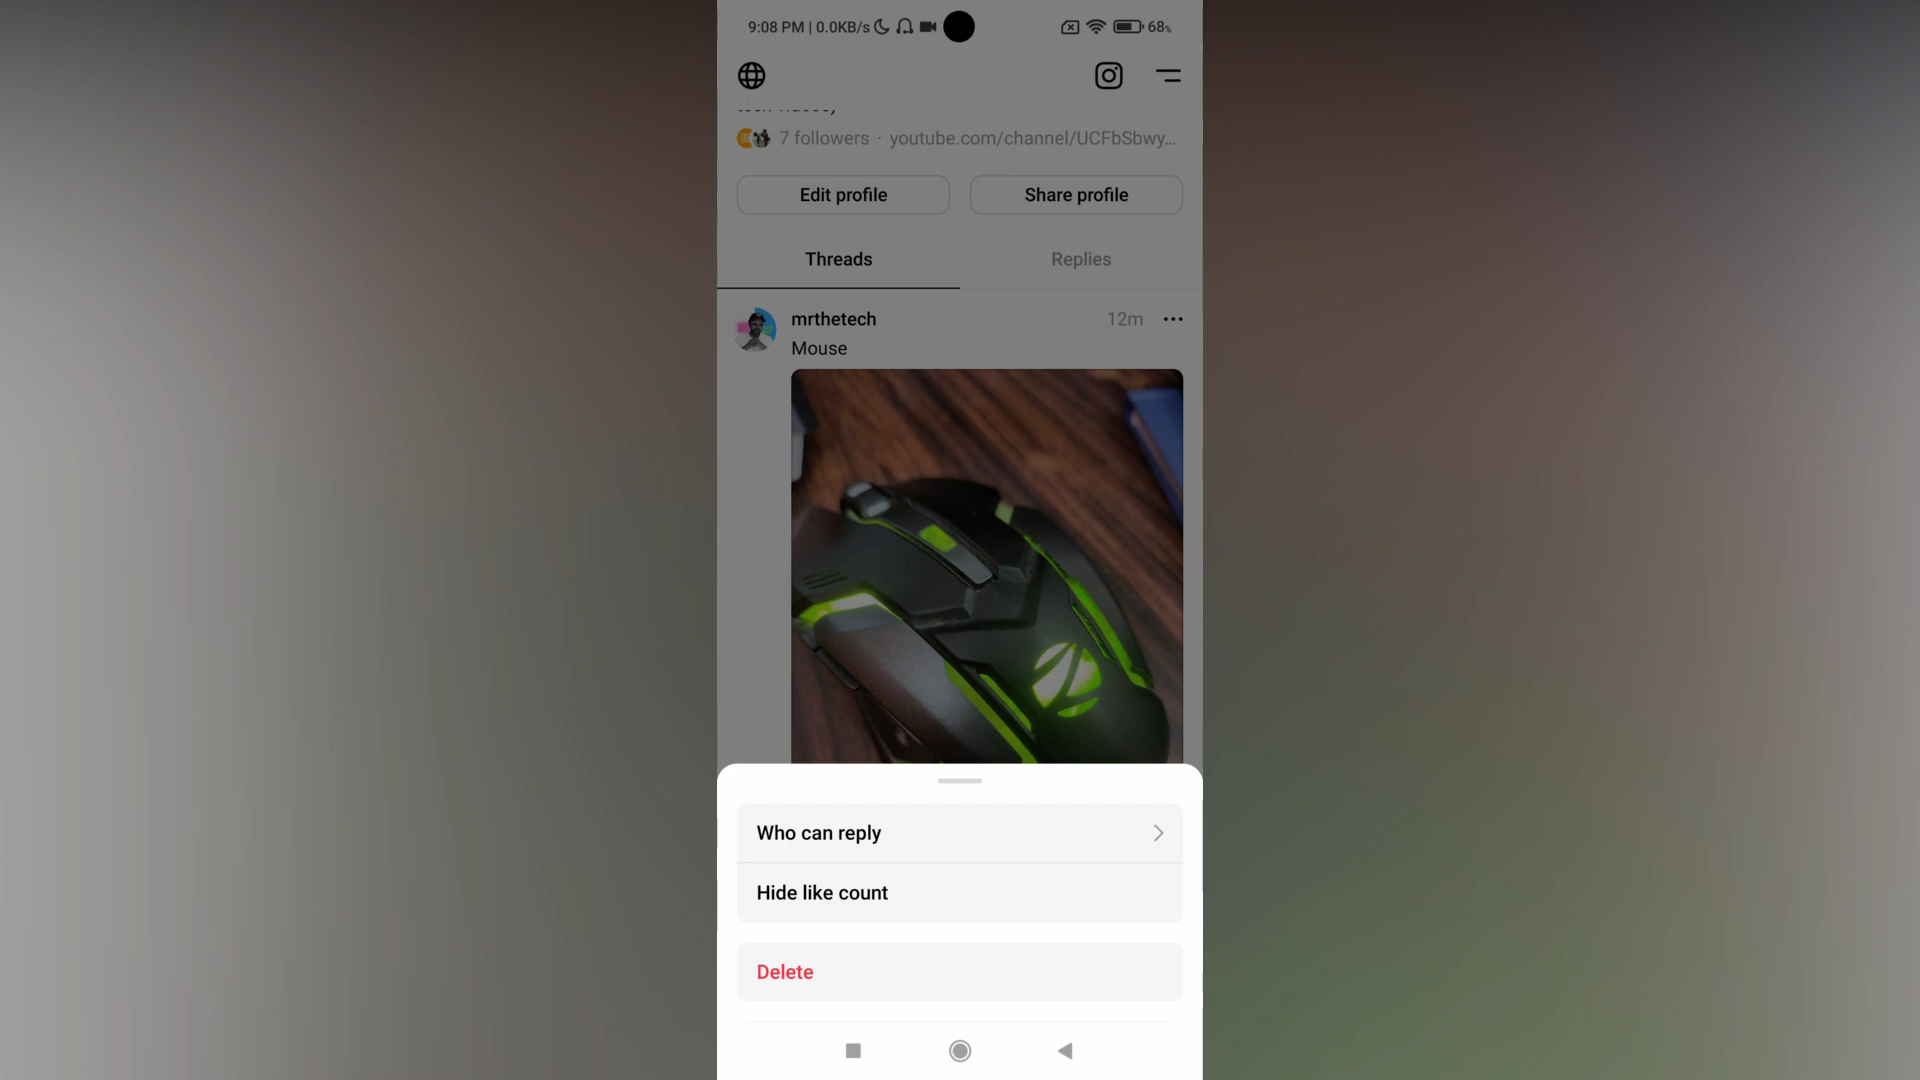 9:08 PM | 0.0KB/s 68%
7 followers · youtube.com/channel/UCFbSbwy...
Edit profile Share profile
Threads Replies
mrthetech 12m
Mouse
Who can reply
Hide like count
Delete